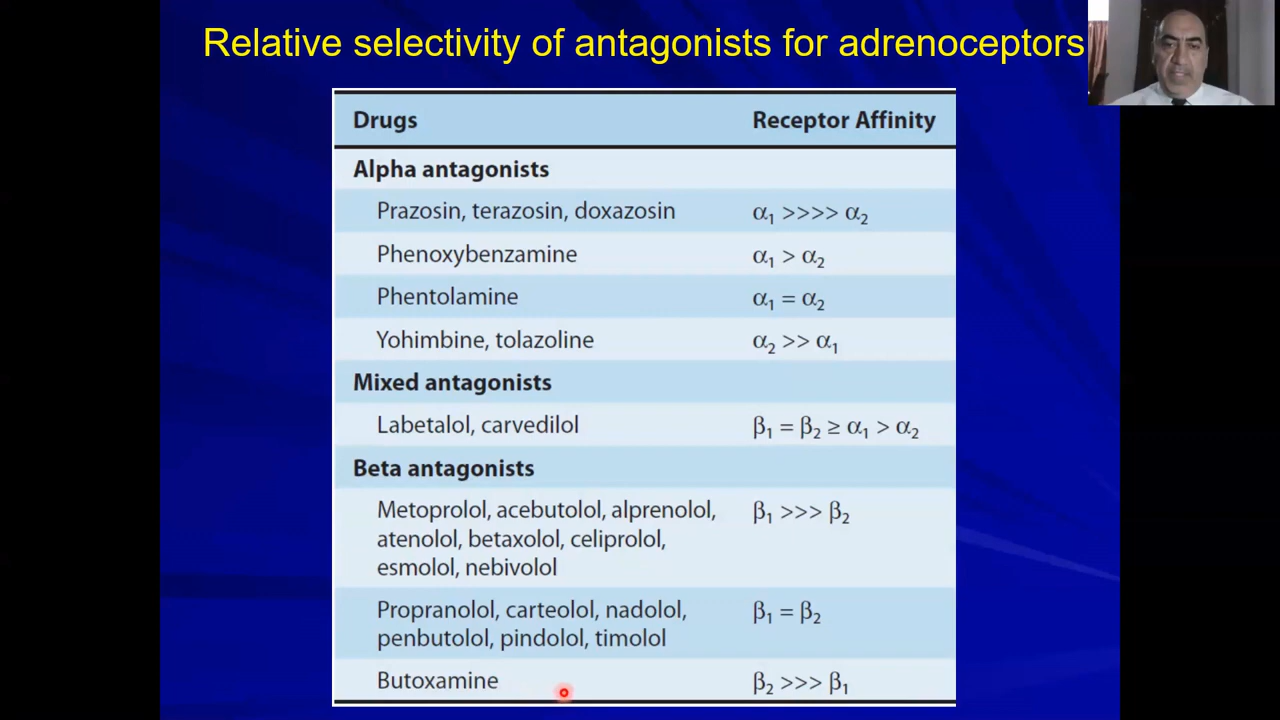 Relative selectivity of antagonists for adrenoceptors
Drugs Receptor Affinity
Alpha antagonists
Prazosin, terazosin, doxazosin α₁ >>>> α₂
Phenoxybenzamine α₁ > α₂
Phentolamine α₁ = α₂
Yohimbine, tolazoline α₂ >> α₁
Mixed antagonists
Labetalol, carvedilol β₁ = β₂ ≥ α₁ > α₂
Beta antagonists
Metoprolol, acebutolol, alprenolol, β₁ >>> β₂
atenolol, betaxolol, celiprolol,
esmolol, nebivolol
Propranolol, carteolol, nadolol, β₁ = β₂
penbutolol, pindolol, timolol
Butoxamine β₂ >>> β₁